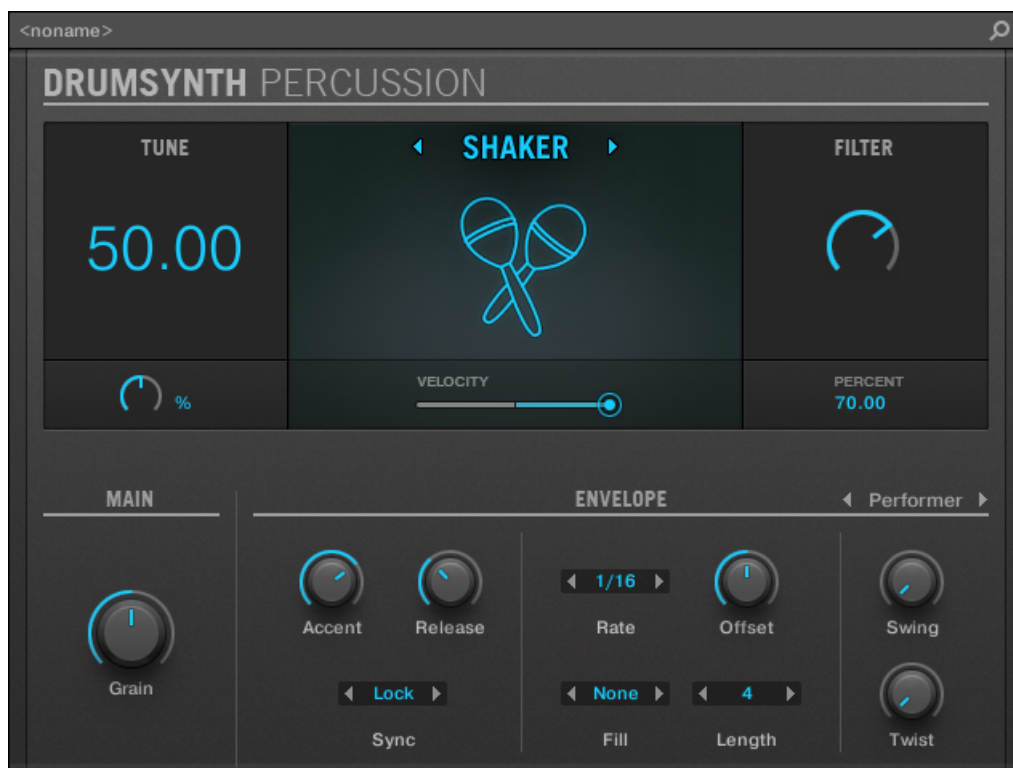 <noname>
DRUMSYNTH PERCUSSION
TUNE
SHAKER
FILTER
50.00
%
VELOCITY
PERCENT
70.00
MAIN
ENVELOPE
Performer
1/16
Accent
Release
Rate
Offset
Swing
Grain
Lock
None
4
Sync
Fill
Length
Twist